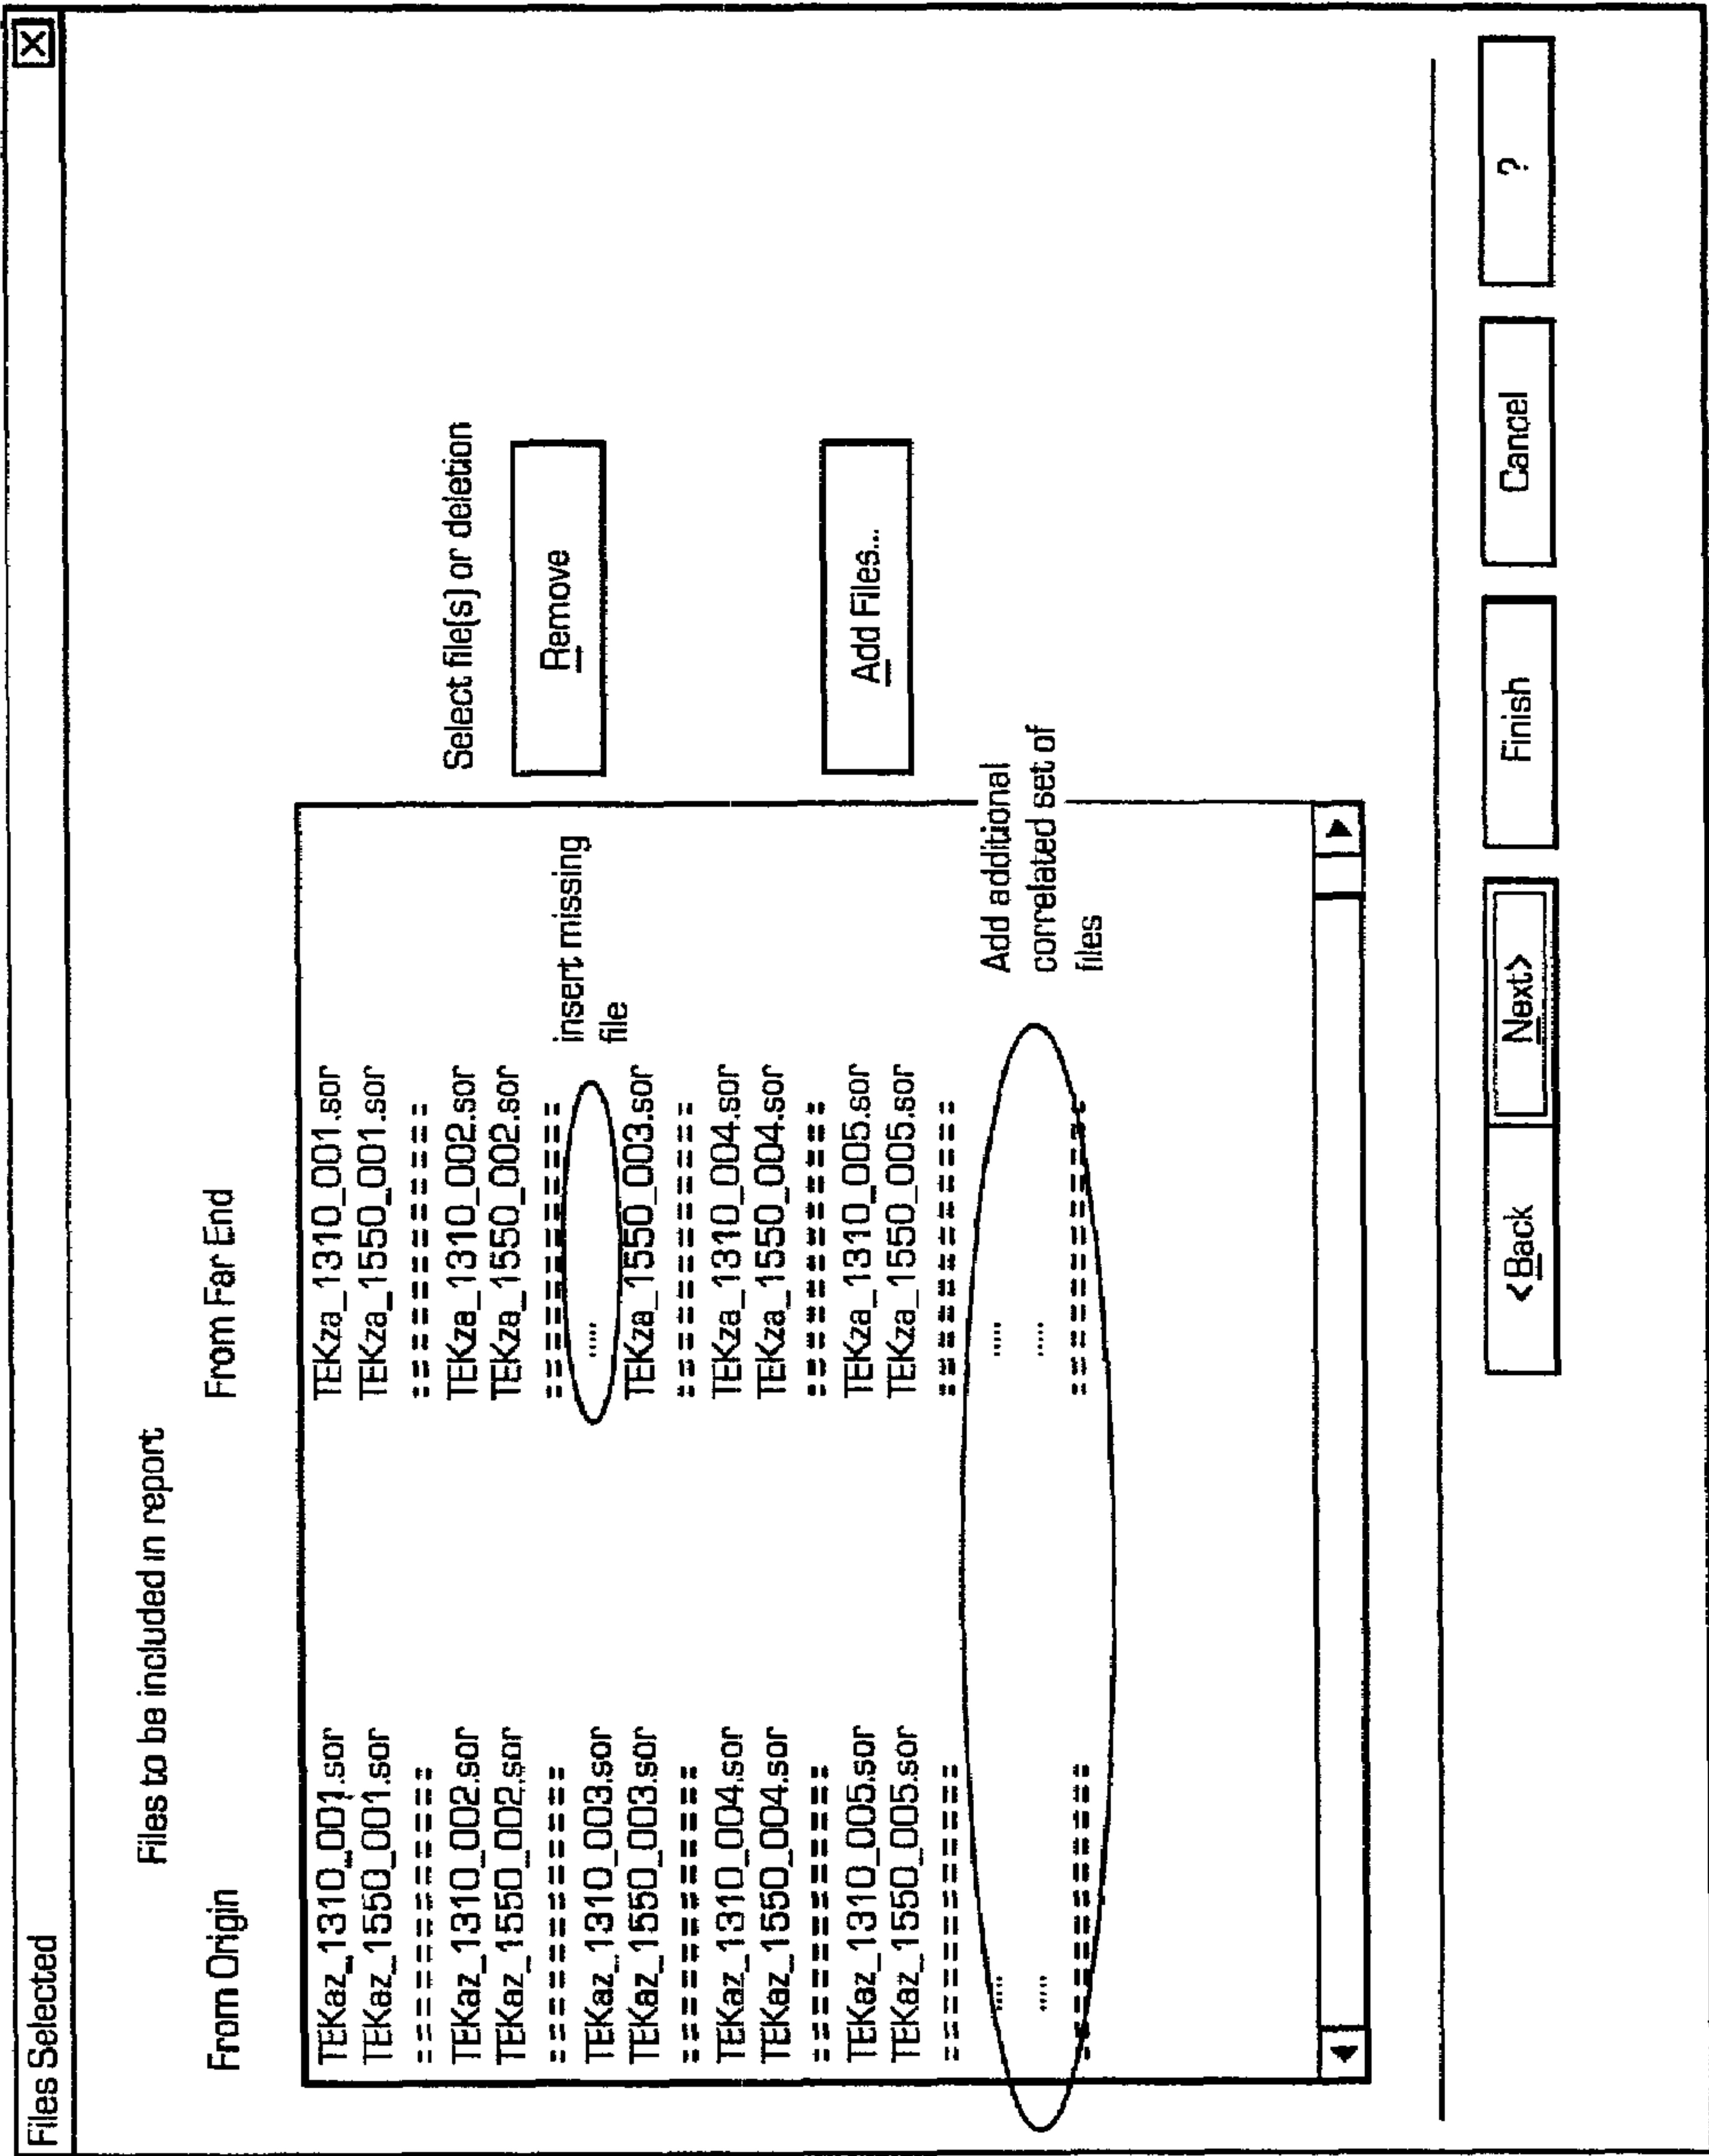 Files Selected
Files to be included in report
From Origin
From Far End
TEKaz_1310_001.sor TEKza_1310_001.sor
TEKaz_1550_001.sor TEKza_1550_001.sor
============ ============
TEKaz_1310_002.sor TEKza_1310_002.sor
TEKaz_1550_002.sor TEKza_1550_002.sor
============ ============
TEKaz_1310_003.sor .....
TEKaz_1550_003.sor TEKza_1550_003.sor
============ ============
TEKaz_1310_004.sor TEKza_1310_004.sor
TEKaz_1550_004.sor TEKza_1550_004.sor
============ ============
TEKaz_1310_005.sor TEKza_1310_005.sor
TEKaz_1550_005.sor TEKza_1550_005.sor
============ ============
..... .....
..... .....
============ ============
insert missing
file
Add additional
correlated set of
files
Select file(s) or deletion
Remove
Add Files...
<Back
Next>
Finish
Cancel
?